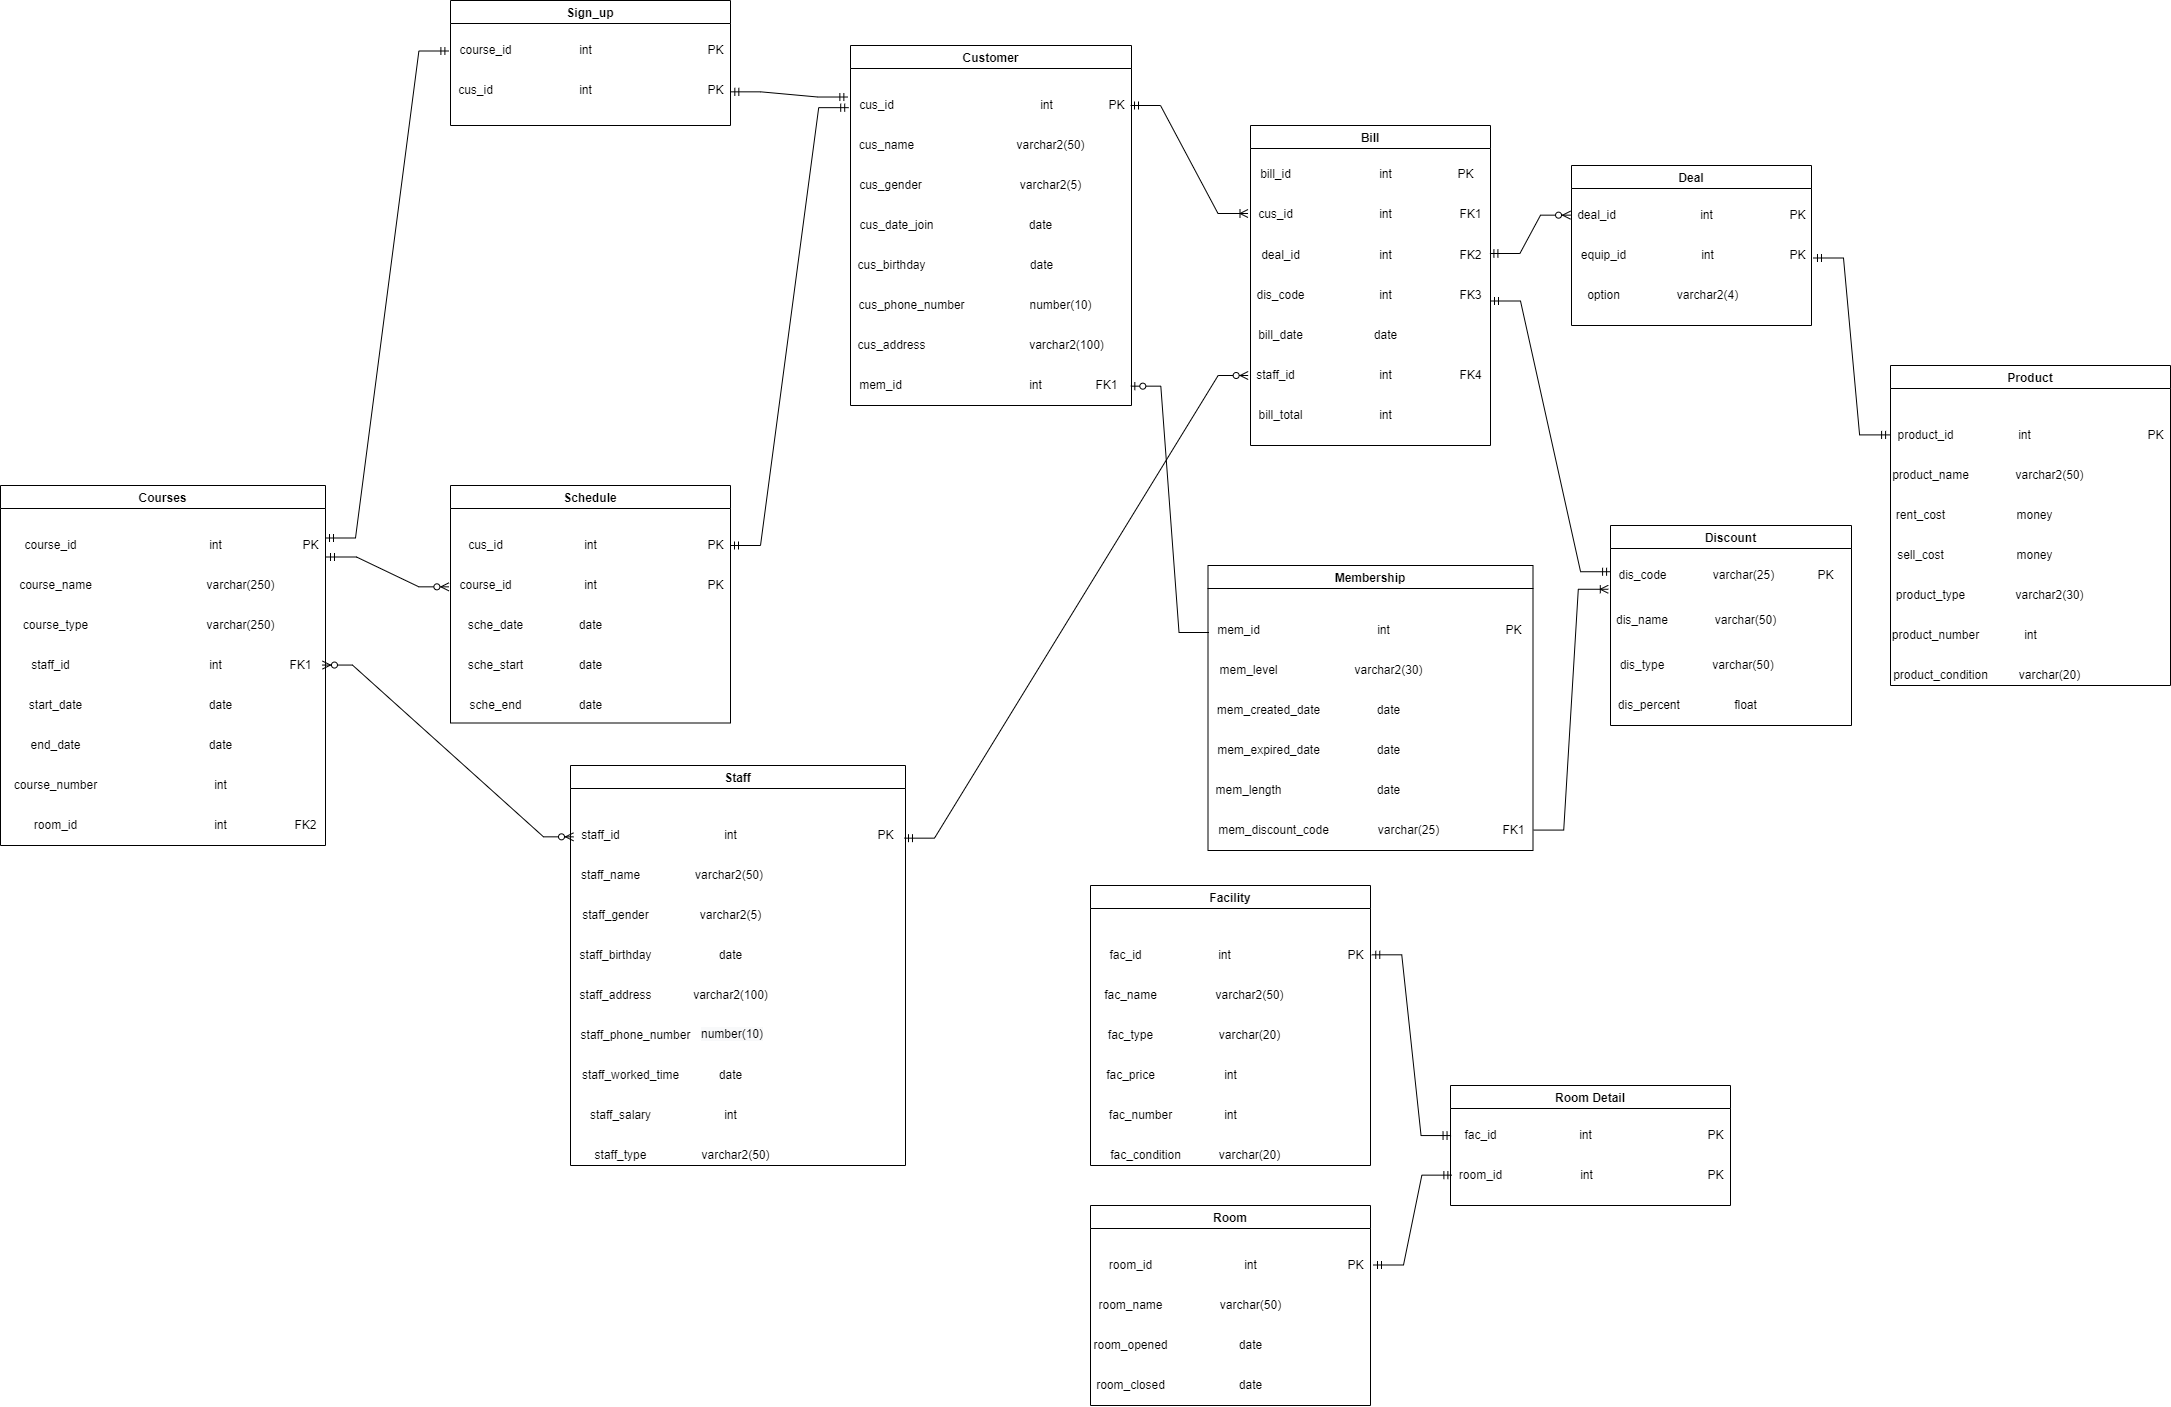 Sign_up
course_id int PK
cus_id int PK
Customer
cus_id int PK
cus_name varchar2(50)
cus_gender varchar2(5)
cus_date_join date
cus_birthday date
cus_phone_number number(10)
cus_address varchar2(100)
mem_id int FK1
Bill
bill_id int PK
cus_id int FK1
deal_id int FK2
dis_code int FK3
bill_date date
staff_id int FK4
bill_total int
Deal
deal_id int PK
equip_id int PK
option varchar2(4)
Product
product_id int PK
product_name varchar2(50)
rent_cost money
sell_cost money
product_type varchar2(30)
product_number int
product_condition varchar(20)
Courses
course_id int PK
course_name varchar(250)
course_type varchar(250)
staff_id int FK1
start_date date
end_date date
course_number int
room_id int FK2
Schedule
cus_id int PK
course_id int PK
sche_date date
sche_start date
sche_end date
Discount
dis_code varchar(25) PK
dis_name varchar(50)
dis_type varchar(50)
dis_percent float
Membership
mem_id int PK
mem_level varchar2(30)
mem_created_date date
mem_expired_date date
mem_length date
mem_discount_code varchar(25) FK1
Staff
staff_id int PK
staff_name varchar2(50)
staff_gender varchar2(5)
staff_birthday date
staff_address varchar2(100)
staff_phone_number number(10)
staff_worked_time date
staff_salary int
staff_type varchar2(50)
Facility
fac_id int PK
fac_name varchar2(50)
fac_type varchar(20)
fac_price int
fac_number int
fac_condition varchar(20)
Room Detail
fac_id int PK
room_id int PK
Room
room_id int PK
room_name varchar(50)
room_opened date
room_closed date